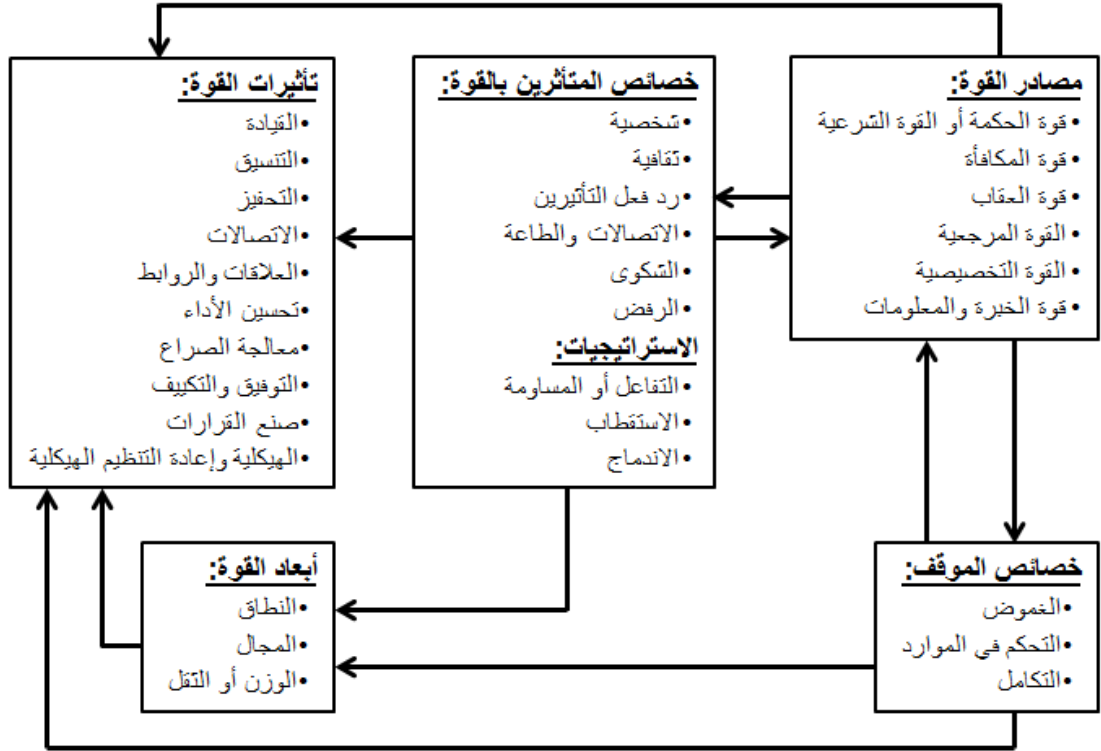 مصادر القوة:
•قوة الحكمة أو القوة الشرعية
•قوة المكافأة
•قوة العقاب
•القوة المرجعية
•القوة التخصيصية
•قوة الخبرة والمعلومات
خصائص المتأثرين بالقوة:
•شخصية
•ثقافية
•رد فعل التأثيرين
•الاتصالات والطاعة
•الشكوى
•الرفض
الاستراتيجيات:
•التفاعل أو المساومة
•الاستقطاب
•الاندماج
تأثيرات القوة:
•القيادة
•التنسيق
•التحفيز
•الاتصالات
•العلاقات والروابط
•تحسين الأداء
•معالجة الصراع
•التوفيق والتكييف
•صنع القرارات
•الهيكلية وإعادة التنظيم الهيكلية
خصائص الموقف:
•الغموض
•التحكم في الموارد
•التكامل
أبعاد القوة:
•النطاق
•المجال
•الوزن أو الثقل